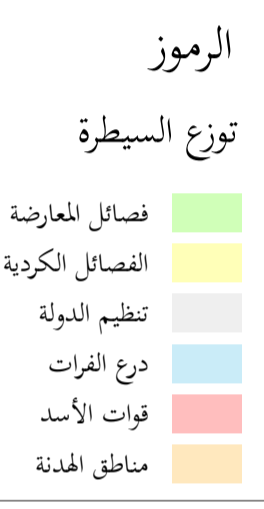 الرموز
توزع السيطرة
فصائل المعارضة
الفصائل الكردية
تنظيم الدولة
درع الفرات
قوات الأسد
مناطق الهدنة